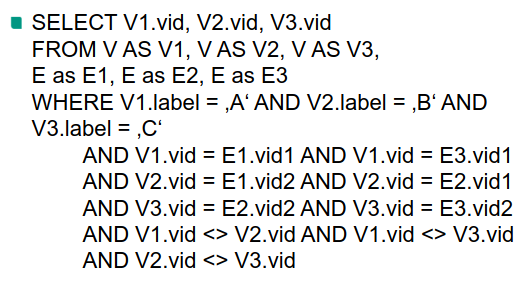 SELECT V1.vid, V2.vid, V3.vid
FROM V AS V1, V AS V2, V AS V3,
E as E1, E as E2, E as E3
WHERE V1.label = ‚A‘ AND V2.label = ‚B‘ AND
V3.label = ‚C‘
AND V1.vid = E1.vid1 AND V1.vid = E3.vid1
AND V2.vid = E1.vid2 AND V2.vid = E2.vid1
AND V3.vid = E2.vid2 AND V3.vid = E3.vid2
AND V1.vid <> V2.vid AND V1.vid <> V3.vid
AND V2.vid <> V3.vid